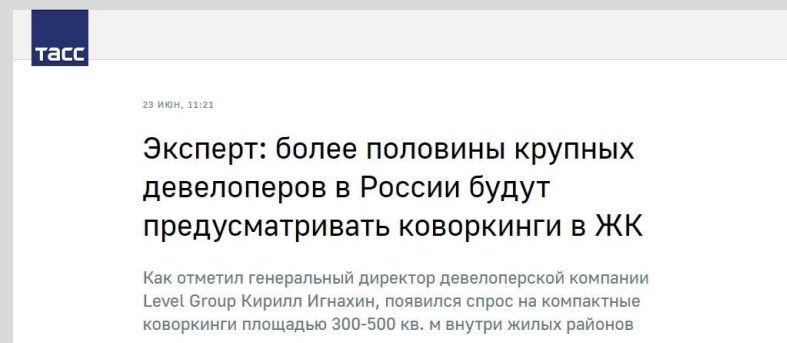 тасс
23 ИЮН, 11:21
Эксперт: более половины крупных
девелоперов в России будут
предусматривать коворкинги в ЖК
Как отметил генеральный директор девелоперской компании
Level Group Кирилл Игнахин, появился спрос на компактные
коворкинги площадью 300-500 кв. м внутри жилых районов